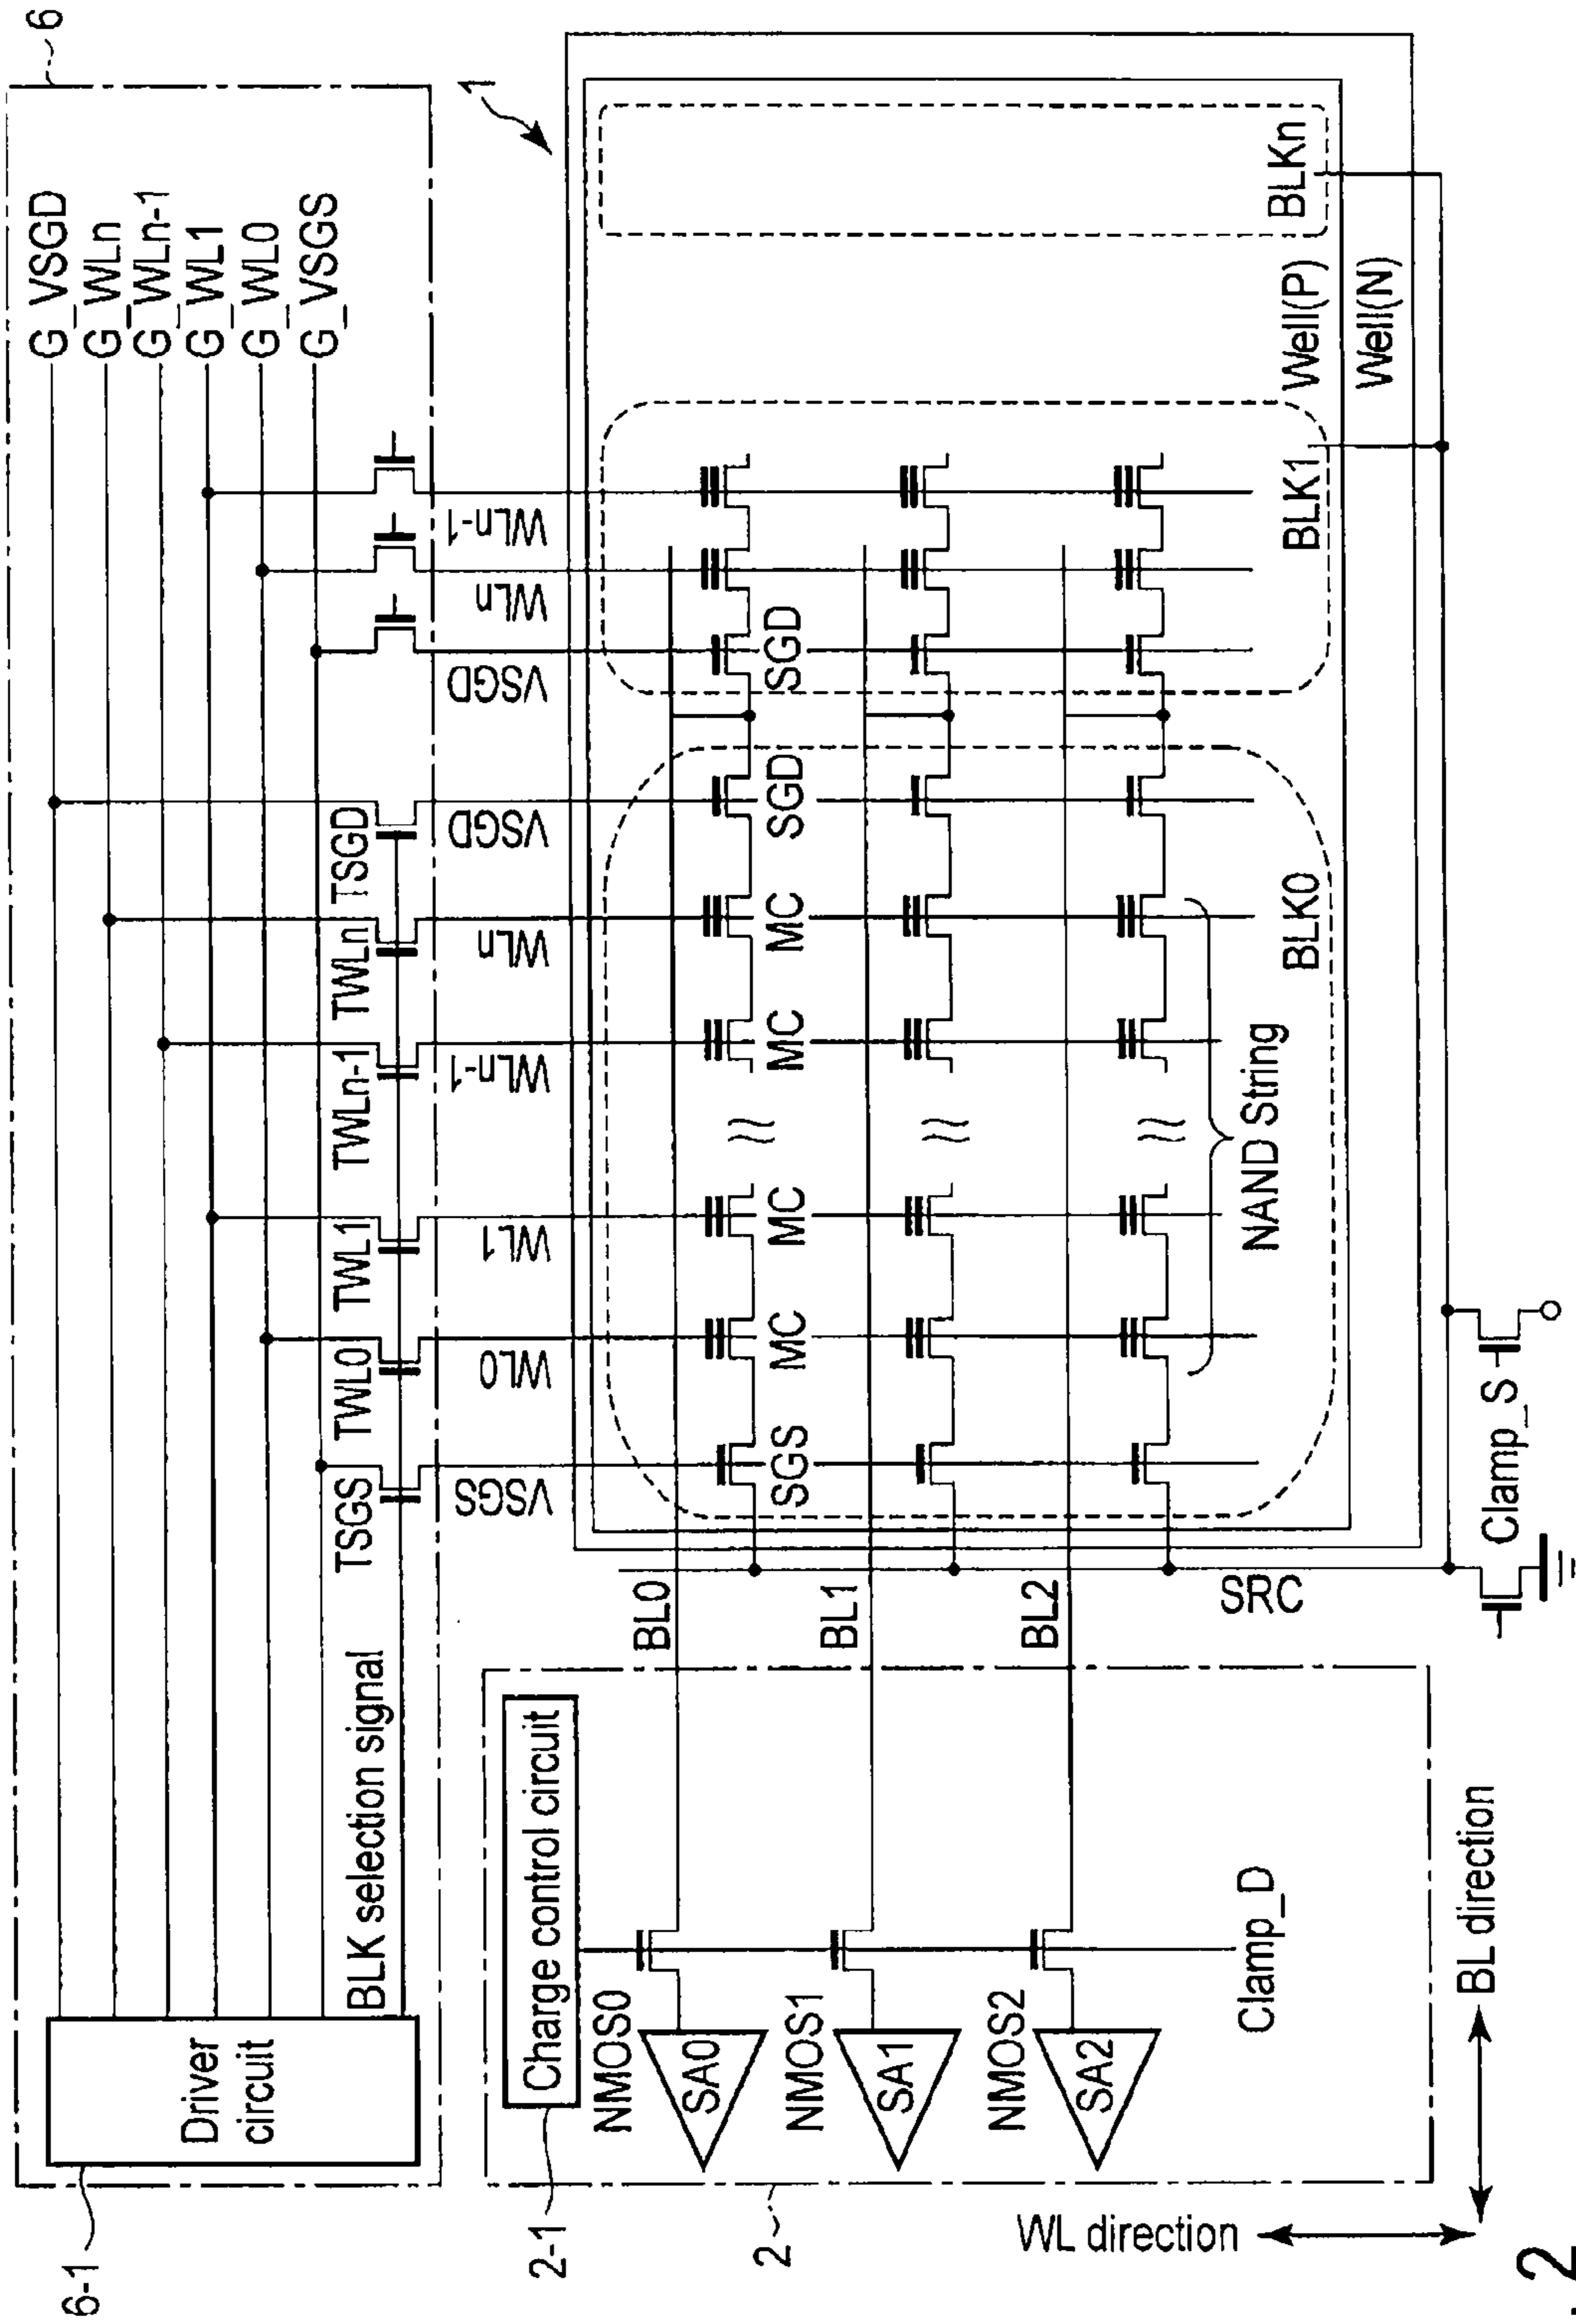 6-1
Driver
circuit
BLK selection signal
6
G_VSGD
G_WLn
G_WLn-1
G_WL1
G_WL0
G_VSGS
TSGS
TWL0
TWL1
TWLn-1
TWLn
TSGD
VSGS
WL0
WL1
WLn-1
WLn
VSGD
VSGD
WLn
WLn-1
1
2-1
Charge control circuit
2
NMOS0
SA0
NMOS1
SA1
NMOS2
SA2
Clamp_D
BL0
BL1
BL2
SRC
SGS
MC
MC
MC
MC
SGD
SGD
NAND String
BLK0
BLK1
BLKn
Well(P)
Well(N)
Clamp_S
WL direction
BL direction
2